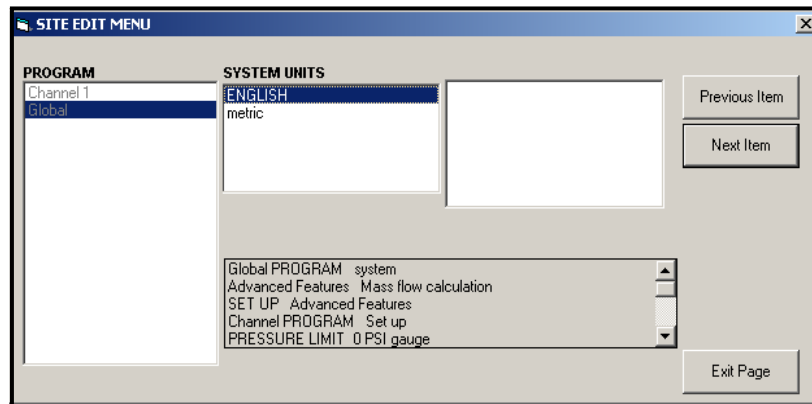 SITE EDIT MENU
PROGRAM
Channel 1
Global
SYSTEM UNITS
ENGLISH
metric
Previous Item
Next Item
Global PROGRAM system
Advanced Features Mass flow calculation
SET UP Advanced Features
Channel PROGRAM Set up
PRESSURE LIMIT 0 PSI gauge
Exit Page